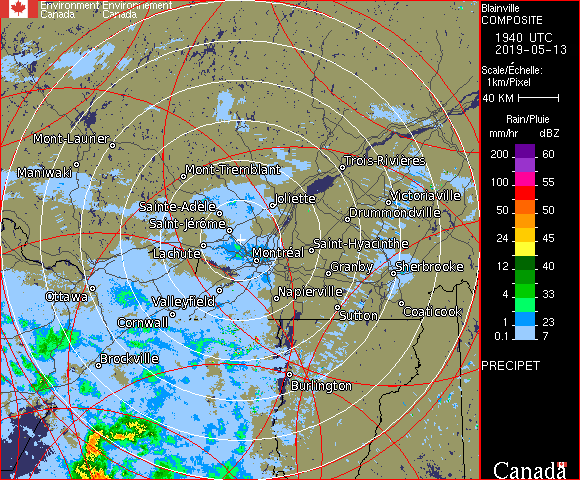 Environment Environnement
Canada Canada
Blainville
COMPOSITE
1940 UTC
2019-05-13
Scale/Échelle:
1km/Pixel
40 KM
Rain/Pluie
mm/hr dBZ
200 60
100 55
50 50
24 45
12 40
4 33
1 23
0.1 7
PRECIPET
Canada
Mont-Laurier
Maniwaki
Mont-Tremblant
Trois-Rivières
Joliette
Victoriaville
Sainte-Adèle
Drummondville
Saint-Jérôme
Saint-Hyacinthe
Lachute
Montréal
Granby
Sherbrooke
Ottawa
Valleyfield
Napierville
Coaticook
Cornwall
Sutton
Brockville
Burlington